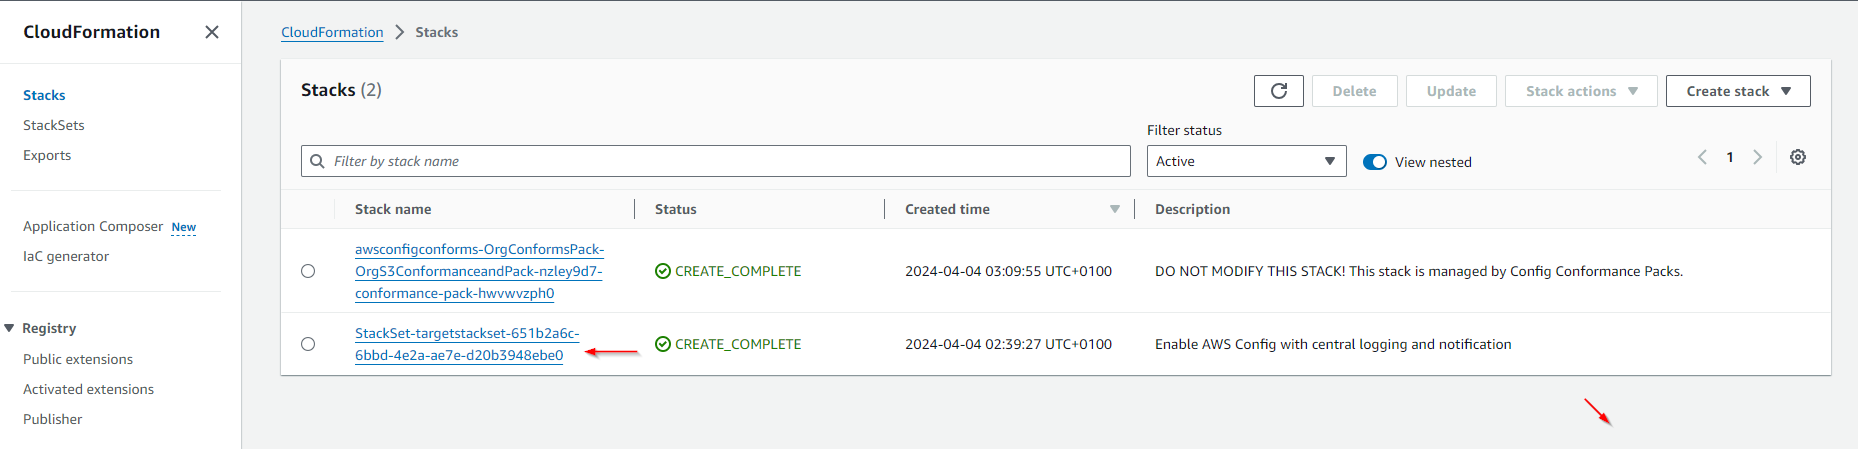 CloudFormation
Stacks
StackSets
Exports
Application Composer New
IaC generator
Registry
Public extensions
Activated extensions
Publisher
CloudFormation > Stacks
Stacks (2)
Delete
Update
Stack actions
Create stack
Filter status
Filter by stack name
Active
View nested
1
Stack name
Status
Created time
Description
awsconfigconforms-OrgConformsPack-
OrgS3ConformanceandPack-nzley9d7-
conformance-pack-hwvwvzph0
CREATE_COMPLETE
2024-04-04 03:09:55 UTC+0100
DO NOT MODIFY THIS STACK! This stack is managed by Config Conformance Packs.
StackSet-targetstackset-651b2a6c-
6bbd-4e2a-ae7e-d20b3948ebe0
CREATE_COMPLETE
2024-04-04 02:39:27 UTC+0100
Enable AWS Config with central logging and notification